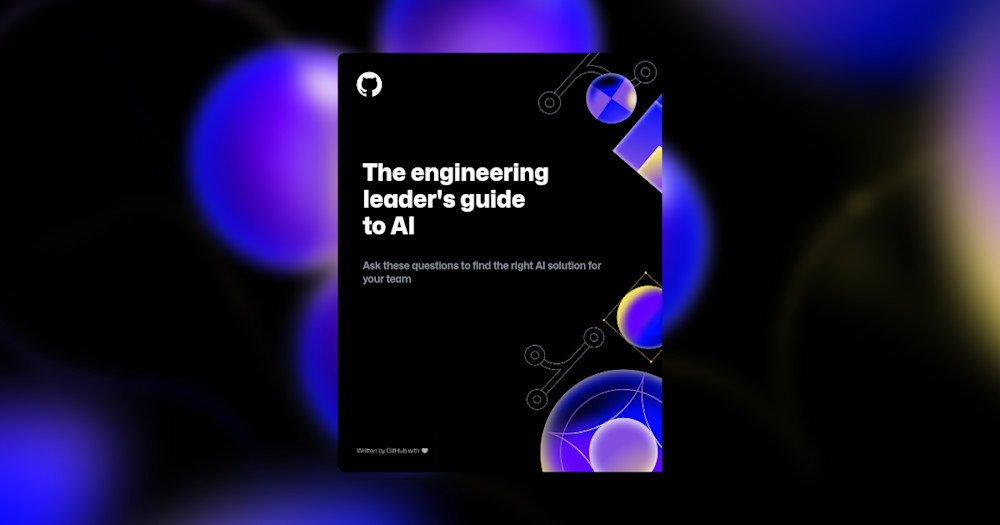 The engineering
leader's guide
to AI
Ask these questions to find the right AI solution for
your team
Written by GitHub with